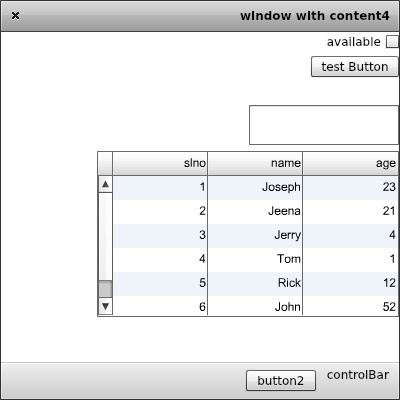 window with content4
available
test Button
slno name age
1 Joseph 23
2 Jeena 21
3 Jerry 4
4 Tom 1
5 Rick 12
6 John 52
button2 controlBar